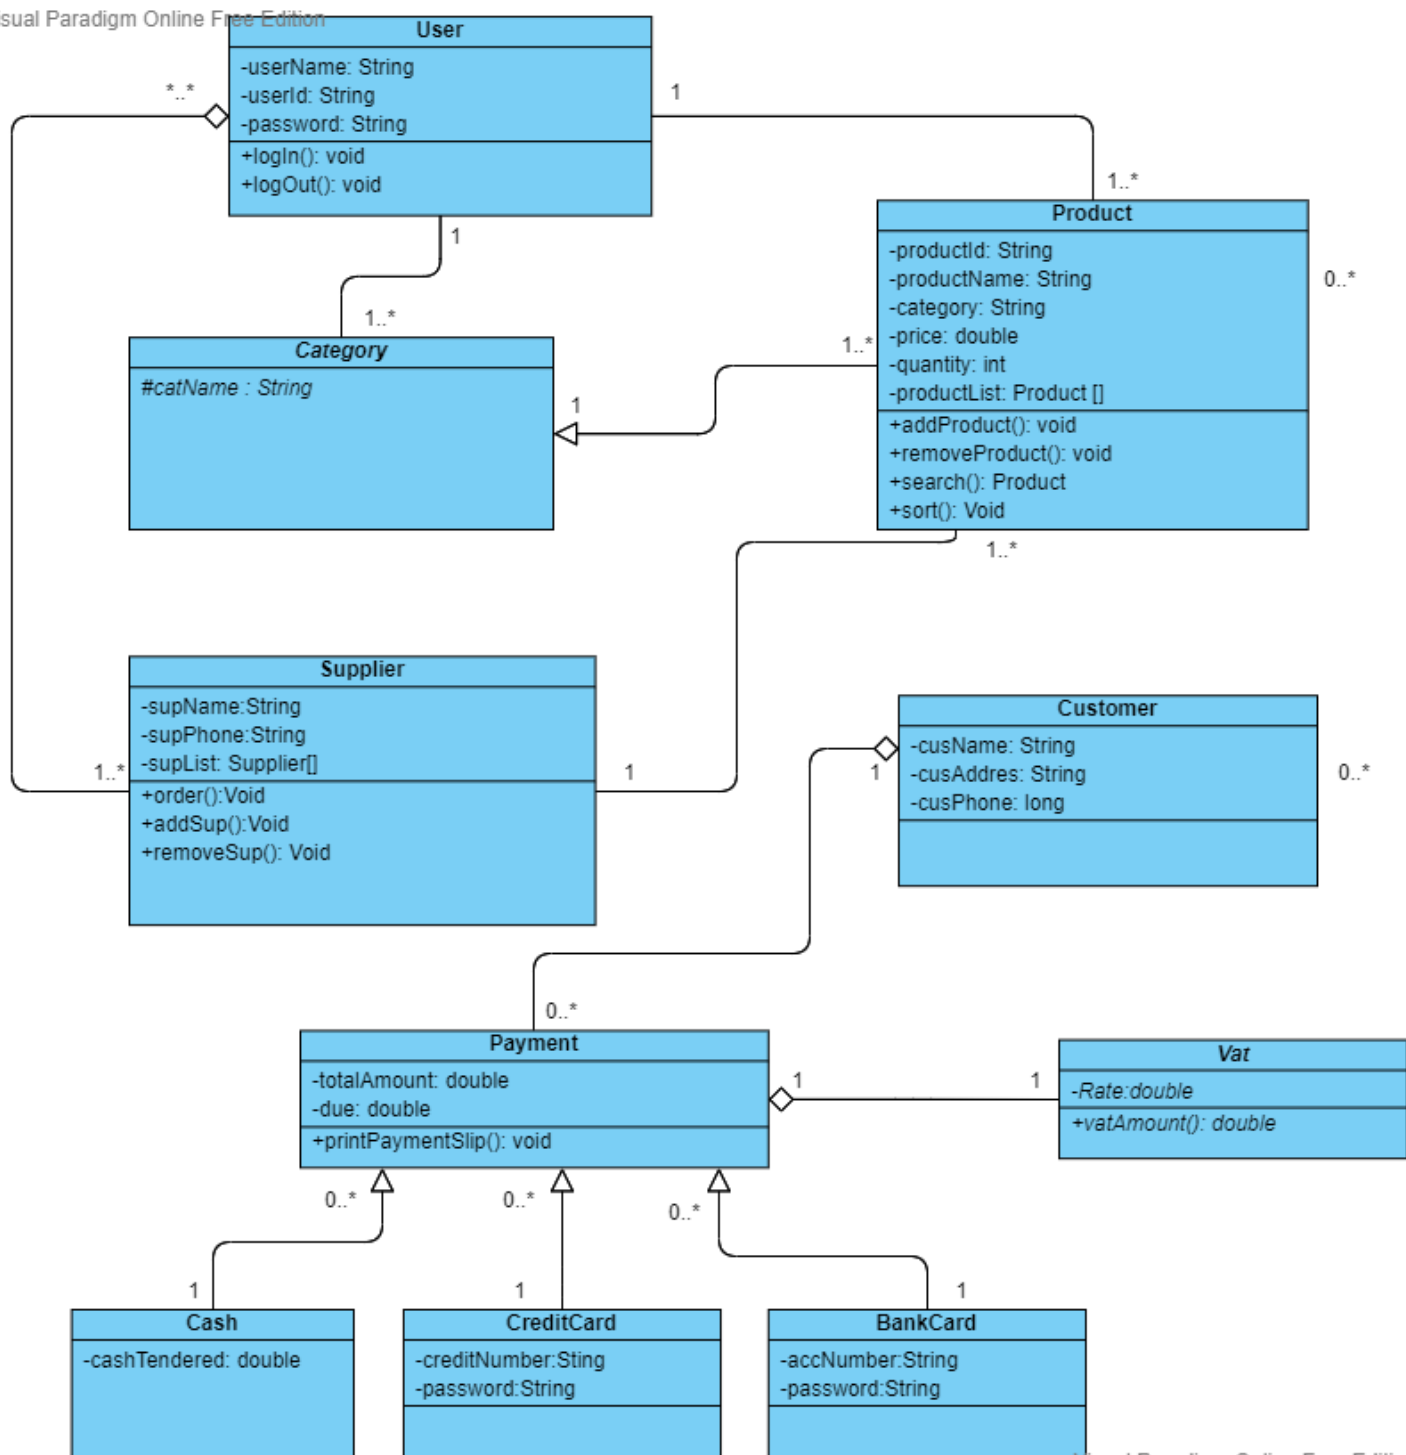 sual Paradigm Online Free Edition
User
-userName: String
-userId: String
-password: String
+logIn(): void
+logOut(): void
*..*
1
1..*
1
1..*
Product
-productId: String
-productName: String
-category: String
-price: double
-quantity: int
-productList: Product []
+addProduct(): void
+removeProduct(): void
+search(): Product
+sort(): Void
0..*
1..*
1
1..*
Category
#catName : String
Supplier
-supName:String
-supPhone:String
-supList: Supplier[]
+order():Void
+addSup():Void
+removeSup(): Void
1..*
1
Customer
-cusName: String
-cusAddres: String
-cusPhone: long
1
0..*
0..*
Payment
-totalAmount: double
-due: double
+printPaymentSlip(): void
1
1
Vat
-Rate:double
+vatAmount(): double
0..*
0..*
0..*
1
1
1
Cash
-cashTendered: double
CreditCard
-creditNumber:Sting
-password:String
BankCard
-accNumber:String
-password:String